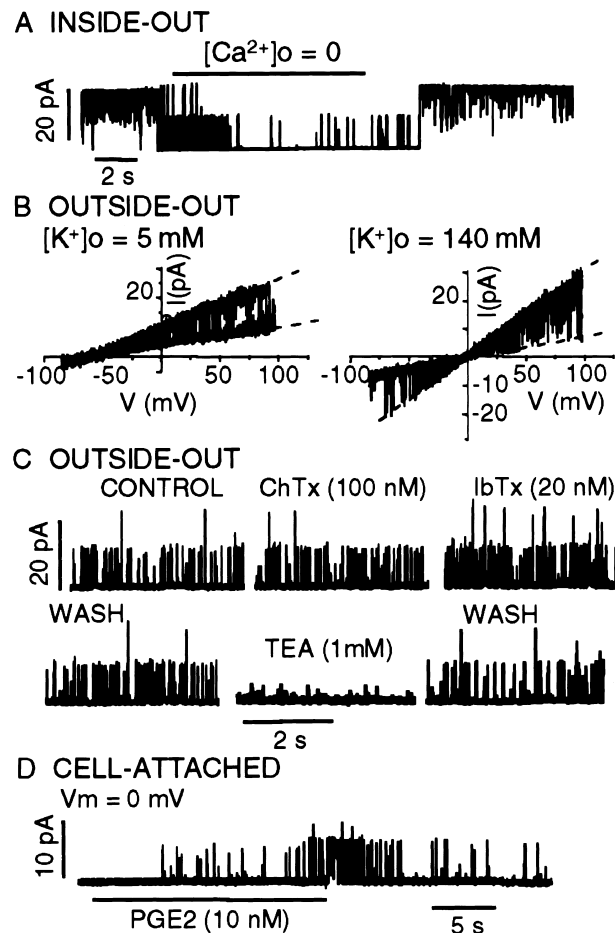 A INSIDE-OUT
[Ca²⁺]o = 0
20 pA
2 s
B OUTSIDE-OUT
[K⁺]o = 5 mM
[K⁺]o = 140 mM
I(pA)
20
-100 -50 50 100
V (mV)
I(pA)
20
-100 50 100
-10
-20
V (mV)
C OUTSIDE-OUT
CONTROL ChTx (100 nM) IbTx (20 nM)
20 pA
WASH TEA (1mM) WASH
2 s
D CELL-ATTACHED
Vm = 0 mV
10 pA
PGE2 (10 nM) 5 s